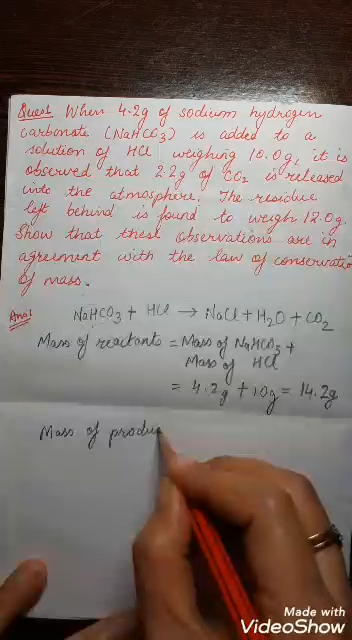 Quest When 4.2g of sodium hydrogen
carbonate (NaHCO3) is added to a
solution of HCl weighing 10.0g, it is
observed that 2.2g of CO2 is released
into the atmosphere. The residue
left behind is found to weigh 12.0g.
Show that these observations are in
agreement with the law of conservation
of mass.
Ans: NaHCO3 + HCl → NaCl + H2O + CO2
Mass of reactants = Mass of NaHCO3 +
Mass of HCl
= 4.2g + 10g = 14.2g
Mass of produ
Made with
VideoShow